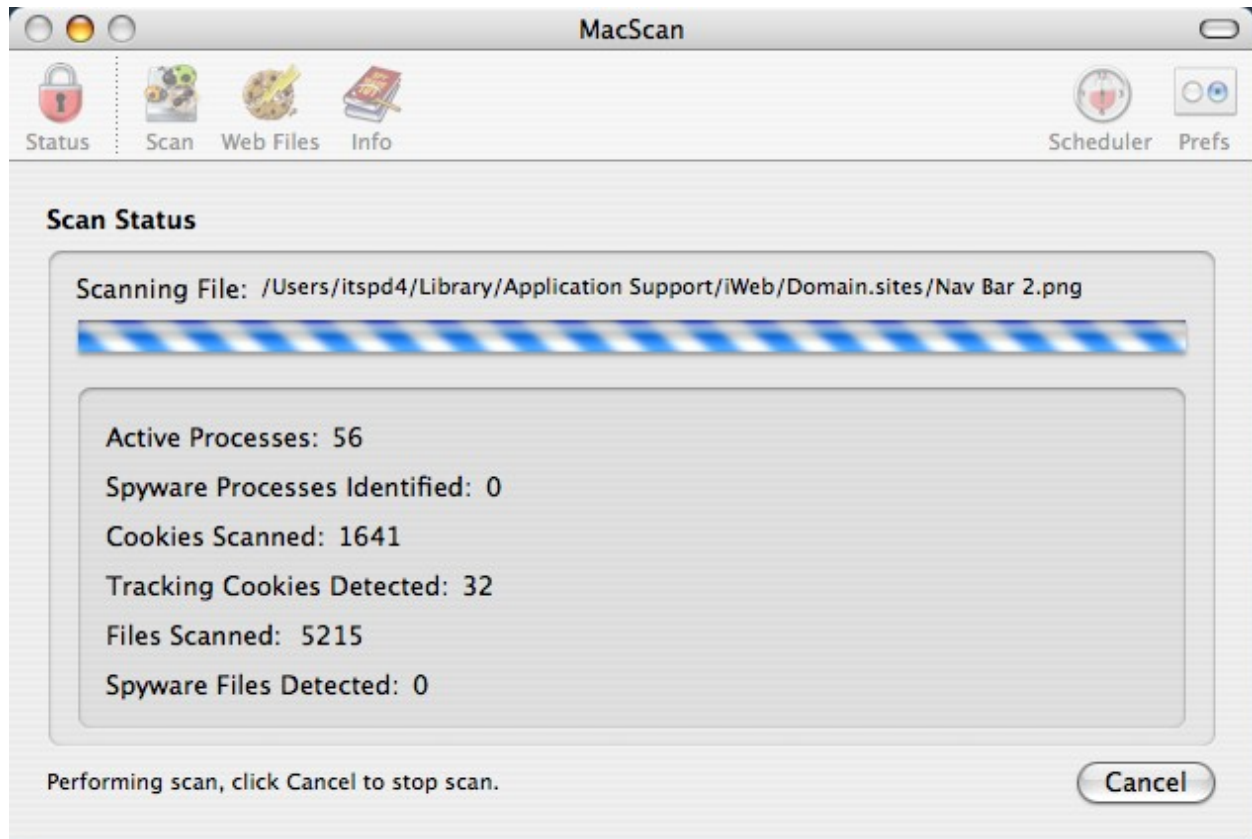 MacScan
Status
Scan
Web Files
Info
Scheduler
Prefs
Scan Status
Scanning File: /Users/itspd4/Library/Application Support/iWeb/Domain.sites/Nav Bar 2.png
Active Processes: 56
Spyware Processes Identified: 0
Cookies Scanned: 1641
Tracking Cookies Detected: 32
Files Scanned: 5215
Spyware Files Detected: 0
Performing scan, click Cancel to stop scan.
Cancel